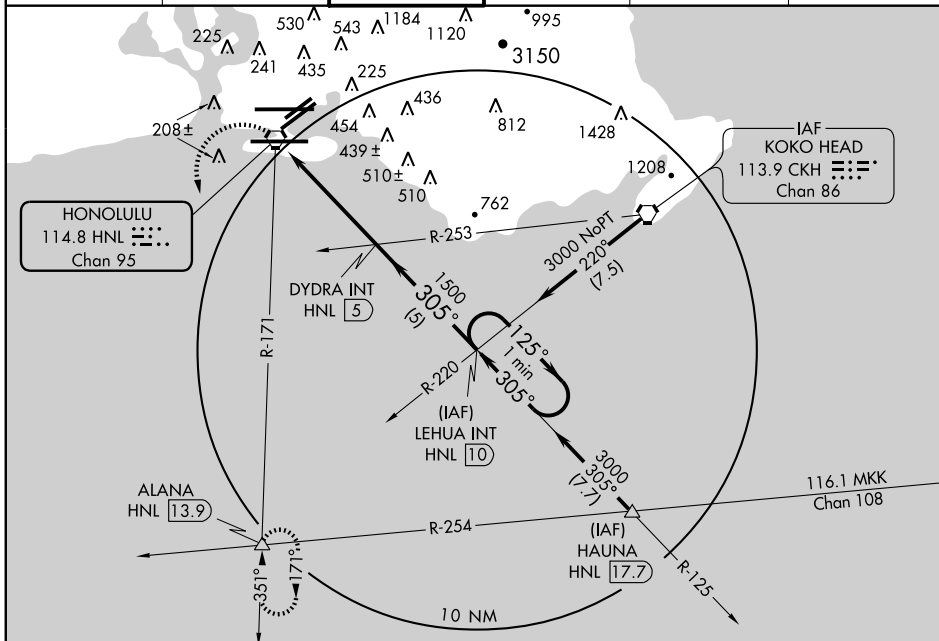 530
543
1184
1120
995
225
241
435
225
3150
208±
454
436
812
1428
439±
510±
510
1208
762
IAF
KOKO HEAD
113.9 CKH
Chan 86
HONOLULU
114.8 HNL
Chan 95
R-253
3000 NoPT
220°
(7.5)
DYDRA INT
HNL 5
1500
305°
(5)
R-171
125°
1 min
305°
R-220
(IAF)
LEHUA INT
HNL 10
3000
305°
(7.7)
116.1 MKK
Chan 108
ALANA
HNL 13.9
R-254
(IAF)
HAUNA
HNL 17.7
R-125
351°
171°
10 NM